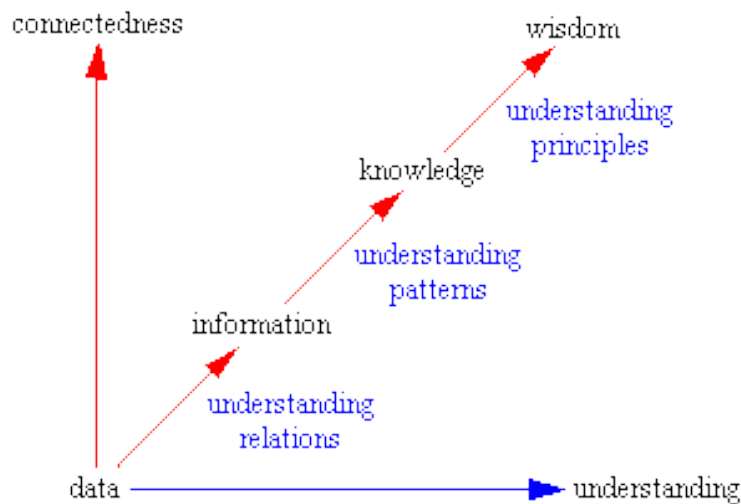 connectedness
wisdom
understanding
principles
knowledge
understanding
patterns
information
understanding
relations
data
understanding